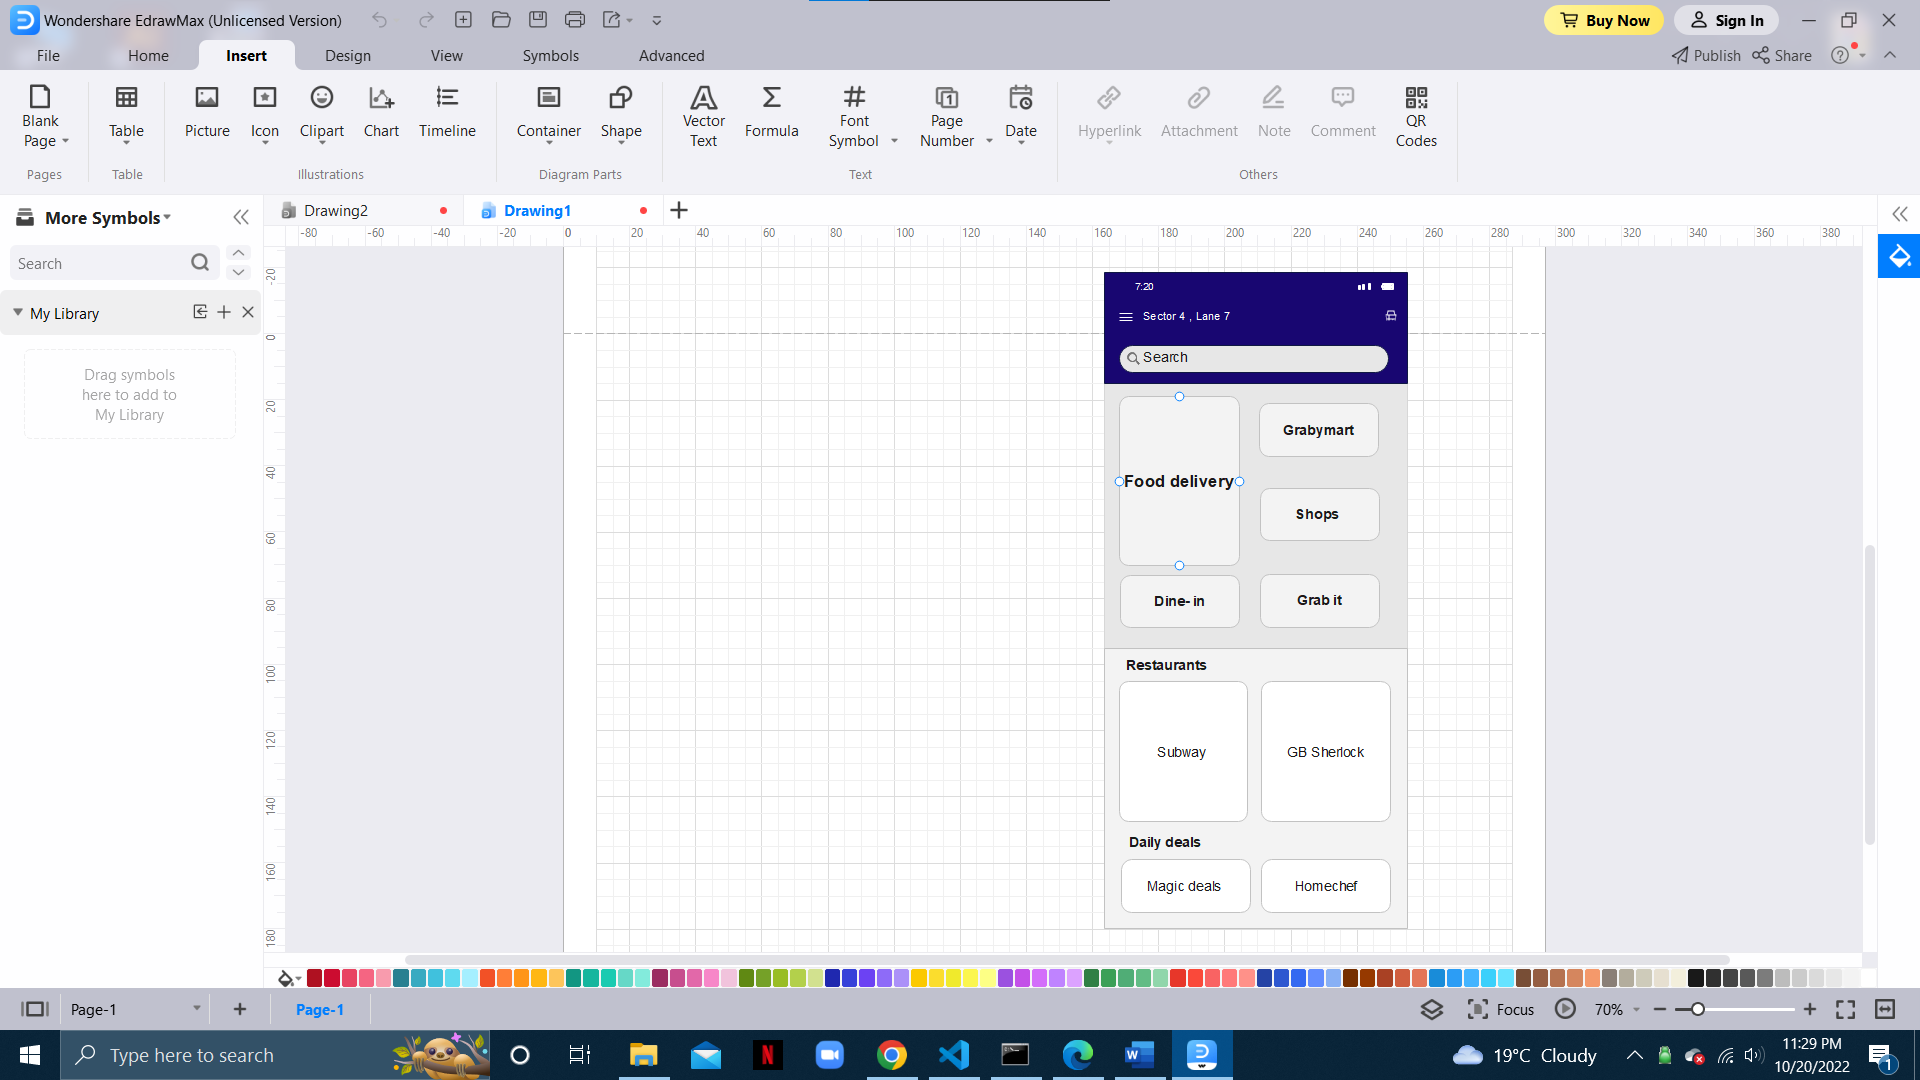 Wondershare EdrawMax (Unlicensed Version)
Buy Now
Sign In
File
Home
Insert
Design
View
Symbols
Advanced
Publish
Share
Blank
Page
Table
Picture
Icon
Clipart
Chart
Timeline
Container
Shape
Vector
Text
Formula
Font
Symbol
Page
Number
Date
Hyperlink
Attachment
Note
Comment
QR
Codes
Pages
Table
Illustrations
Diagram Parts
Text
Others
More Symbols
Drawing2
Drawing1
-80 -60 -40 -20 0 20 40 60 80 100 120 140 160 180 200 220 240 260 280 300 320 340 360 380
Search
My Library
Drag symbols
here to add to
My Library
-20
0
20
40
60
80
100
120
140
160
180
7:20
Sector 4 , Lane 7
Search
Food delivery
Grabymart
Shops
Dine- in
Grab it
Restaurants
Subway
GB Sherlock
Daily deals
Magic deals
Homechef
Page-1
Page-1
Focus
70%
Type here to search
19°C Cloudy
11:29 PM
10/20/2022
1